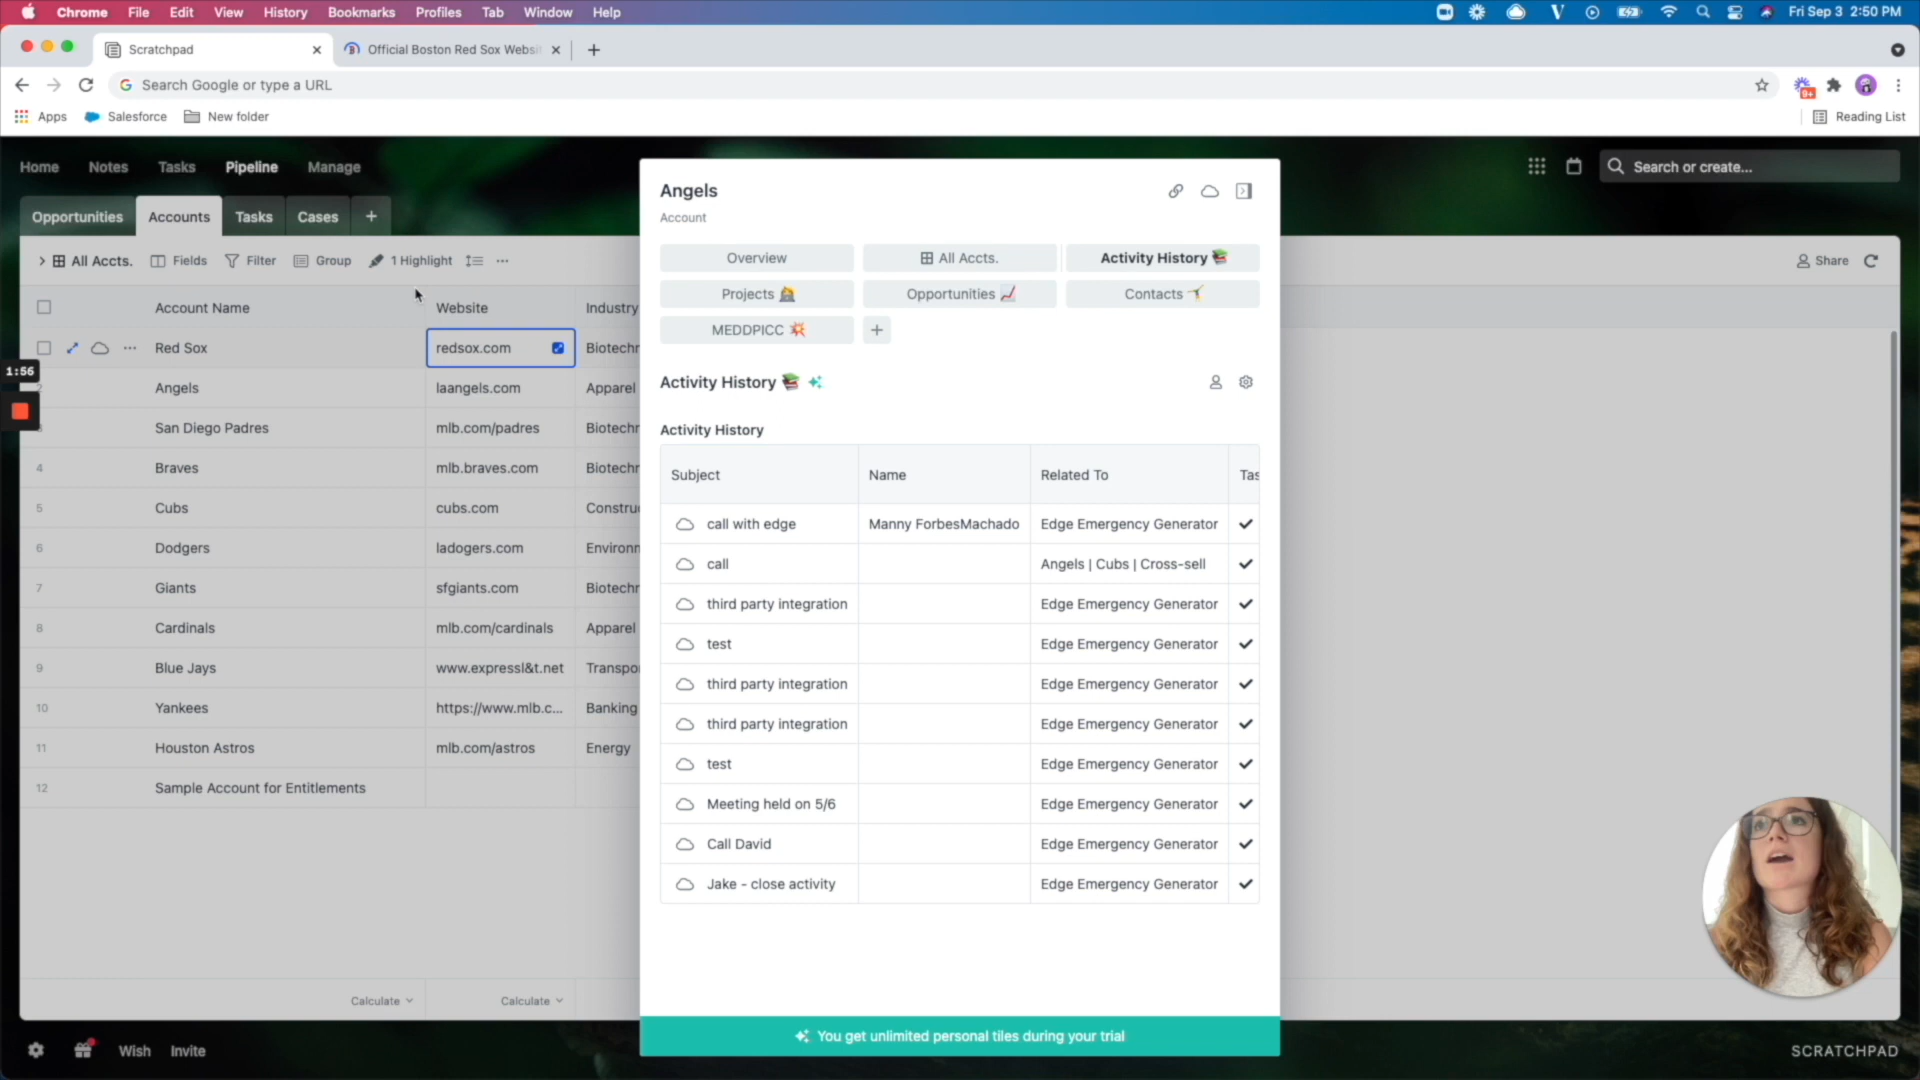 Chrome File Edit View History Bookmarks Profiles Tab Window Help
Fri Sep 3 2:50 PM
Scratchpad
Official Boston Red Sox Websi
Search Google or type a URL
9+
Apps Salesforce New folder
Reading List
Home Notes Tasks Pipeline Manage
Search or create...
Opportunities Accounts Tasks Cases +
All Accts. Fields Filter Group 1 Highlight
Share
Account Name Website Industry
Red Sox redsox.com Biotechn
1:56
2 Angels laangels.com Apparel
San Diego Padres mlb.com/padres Biotechn
4 Braves mlb.braves.com Biotechn
5 Cubs cubs.com Constru
6 Dodgers ladogers.com Environn
7 Giants sfgiants.com Biotechn
8 Cardinals mlb.com/cardinals Apparel
9 Blue Jays www.expressl&t.net Transpo
10 Yankees https://www.mlb.c... Banking
11 Houston Astros mlb.com/astros Energy
12 Sample Account for Entitlements
Calculate Calculate
Wish Invite
Angels
Account
Overview All Accts. Activity History
Projects Opportunities Contacts
MEDDPICC +
Activity History
Activity History
Subject Name Related To Tas
call with edge Manny ForbesMachado Edge Emergency Generator
call Angels | Cubs | Cross-sell
third party integration Edge Emergency Generator
test Edge Emergency Generator
third party integration Edge Emergency Generator
third party integration Edge Emergency Generator
test Edge Emergency Generator
Meeting held on 5/6 Edge Emergency Generator
Call David Edge Emergency Generator
Jake - close activity Edge Emergency Generator
You get unlimited personal tiles during your trial
SCRATCHPAD